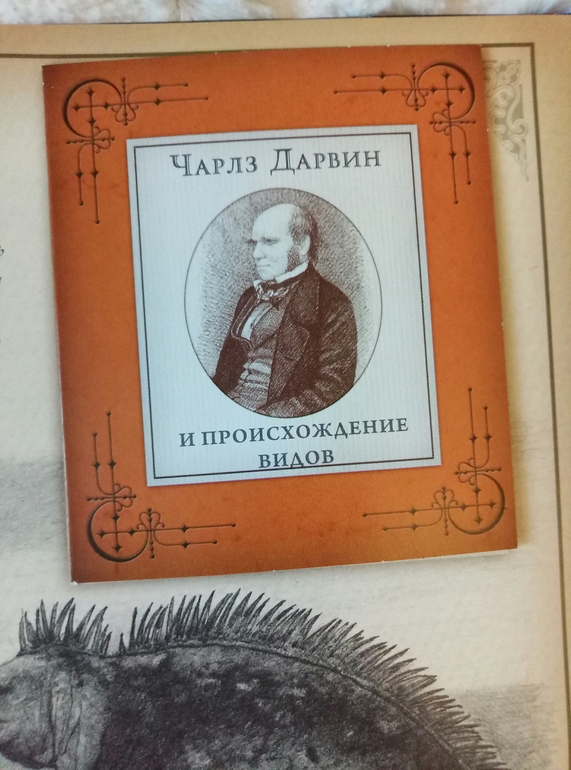 Чарлз Дарвин
и происхождение
видов